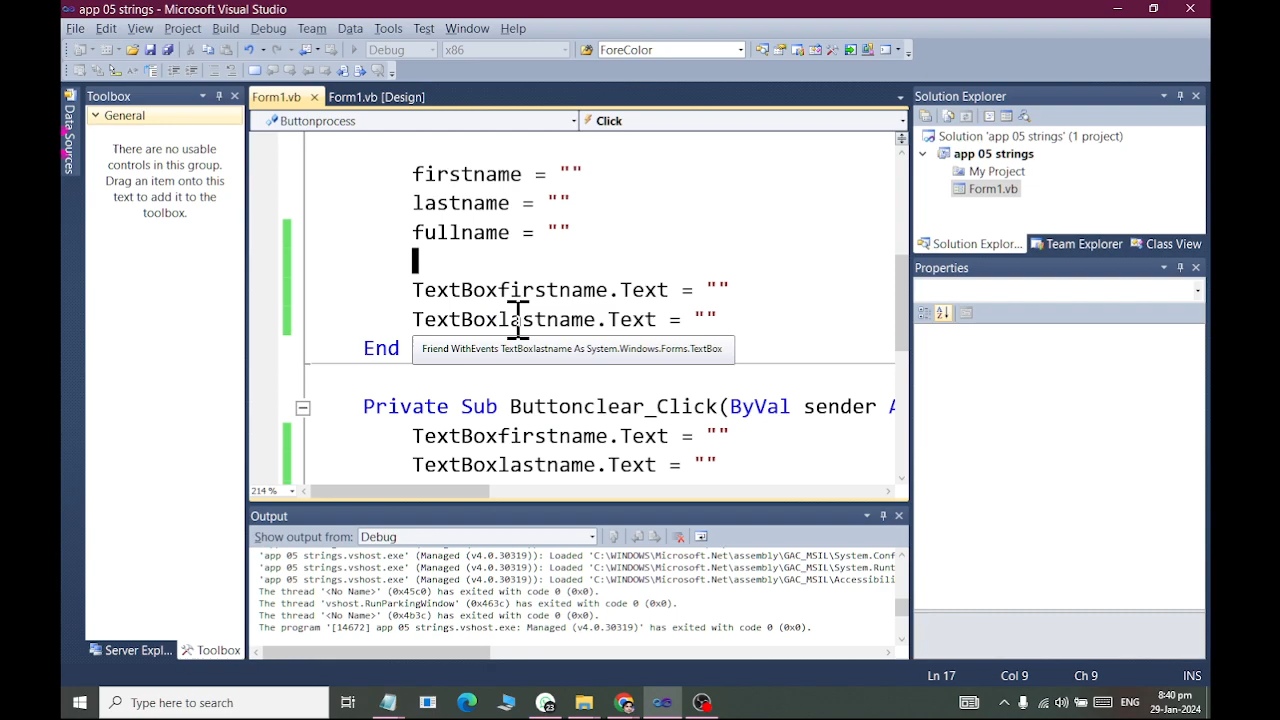 app 05 strings - Microsoft Visual Studio
File Edit View Project Build Debug Team Data Tools Test Window Help
Debug x86 ForeColor
Toolbox
General
There are no usable
controls in this group.
Drag an item onto this
text to add it to the
toolbox.
Data Sources
Server Expl... Toolbox
Form1.vb Form1.vb [Design]
Buttonprocess Click
firstname = ""
lastname = ""
fullname = ""
TextBoxfirstname.Text = ""
TextBoxlastname.Text = ""
End
Friend WithEvents TextBoxlastname As System.Windows.Forms.TextBox
Private Sub Buttonclear_Click(ByVal sender A
TextBoxfirstname.Text = ""
TextBoxlastname.Text = ""
214 %
Output
Show output from: Debug
'app 05 strings.vshost.exe' (Managed (v4.0.30319)): Loaded 'C:\WINDOWS\Microsoft.Net\assembly\GAC_MSIL\System.Conf
'app 05 strings.vshost.exe' (Managed (v4.0.30319)): Loaded 'C:\WINDOWS\Microsoft.Net\assembly\GAC_MSIL\System.Runt
'app 05 strings.vshost.exe' (Managed (v4.0.30319)): Loaded 'C:\WINDOWS\Microsoft.Net\assembly\GAC_MSIL\Accessibili
The thread '<No Name>' (0x45c0) has exited with code 0 (0x0).
The thread 'vshost.RunParkingWindow' (0x463c) has exited with code 0 (0x0).
The thread '<No Name>' (0x4b3c) has exited with code 0 (0x0).
The program '[14672] app 05 strings.vshost.exe: Managed (v4.0.30319)' has exited with code 0 (0x0).
Solution Explorer
Solution 'app 05 strings' (1 project)
app 05 strings
My Project
Form1.vb
Solution Explor... Team Explorer Class View
Properties
Ln 17 Col 9 Ch 9 INS
Type here to search
ENG
8:40 pm
29-Jan-2024